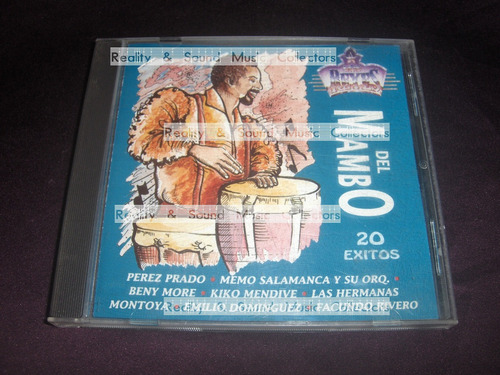 Reality & Sound Music Collectors
REYES
DEL
MAMBO
Reality & Sound Music Collectors
Reality & Sound Music Collectors
20
EXITOS
PEREZ PRADO • MEMO SALAMANCA Y SU ORQ. •
BENY MORE • KIKO MENDIVE • LAS HERMANAS
MONTOYA • EMILIO DOMINGUEZ • FACUNDO RIVERO